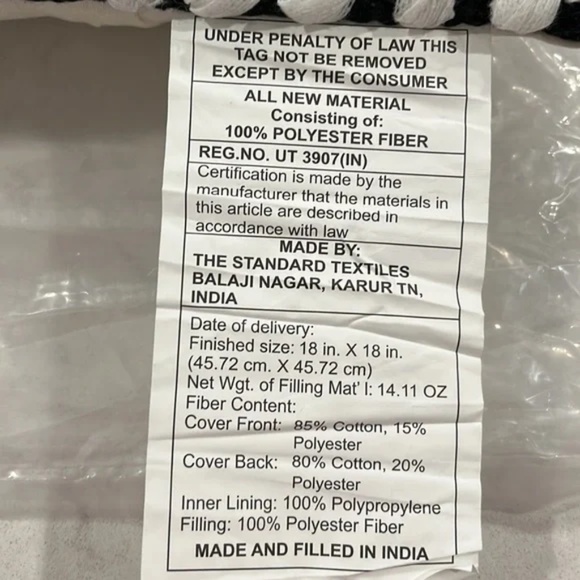 UNDER PENALTY OF LAW THIS
TAG NOT BE REMOVED
EXCEPT BY THE CONSUMER
ALL NEW MATERIAL
Consisting of:
100% POLYESTER FIBER
REG.NO. UT 3907(IN)
Certification is made by the
manufacturer that the materials in
this article are described in
accordance with law
MADE BY:
THE STANDARD TEXTILES
BALAJI NAGAR, KARUR TN,
INDIA
Date of delivery:
Finished size: 18 in. X 18 in.
(45.72 cm. X 45.72 cm)
Net Wgt. of Filling Mat' l: 14.11 OZ
Fiber Content:
Cover Front: 85% Cotton, 15%
Polyester
Cover Back: 80% Cotton, 20%
Polyester
Inner Lining: 100% Polypropylene
Filling: 100% Polyester Fiber
MADE AND FILLED IN INDIA